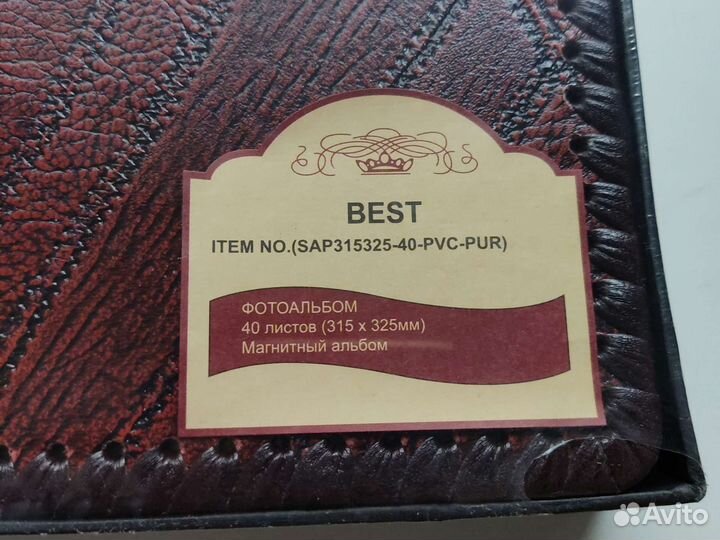 BEST
ITEM NO.(SAP315325-40-PVC-PUR)
ФОТОАЛЬБОМ
40 листов (315 x 325мм)
Магнитный альбом
Avito